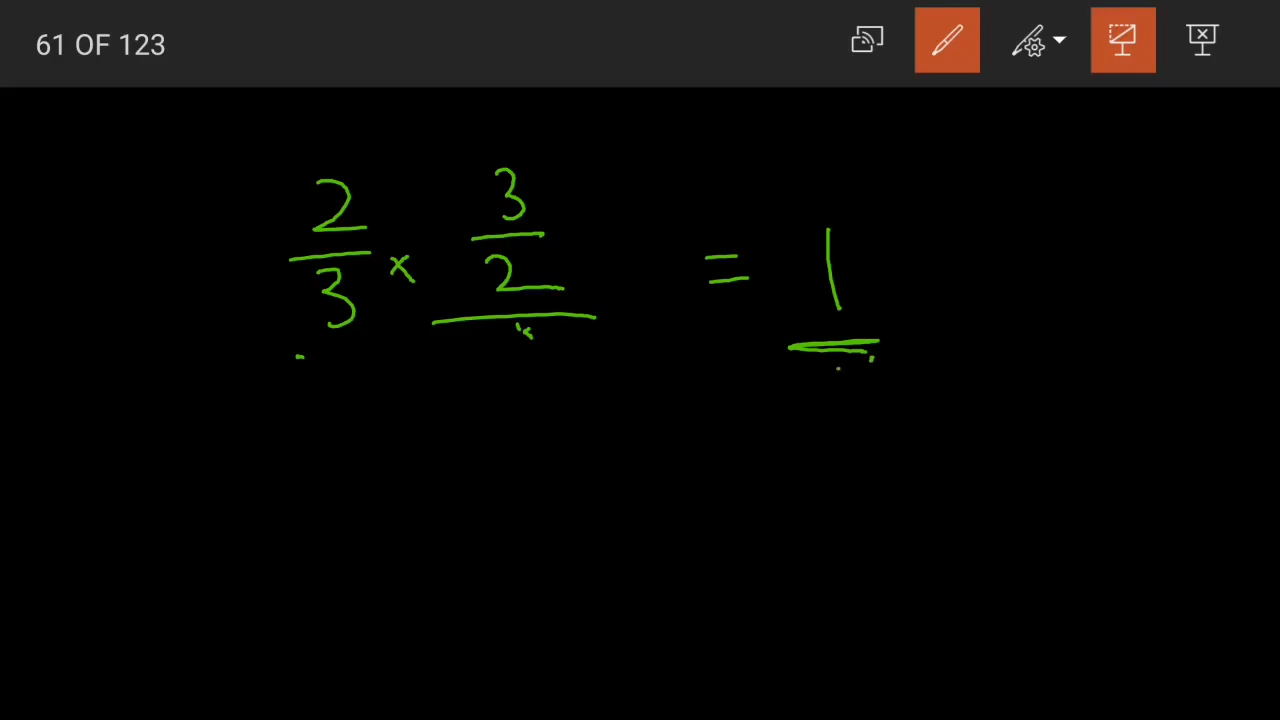 61 OF 123
2/3 × 3/2 = 1